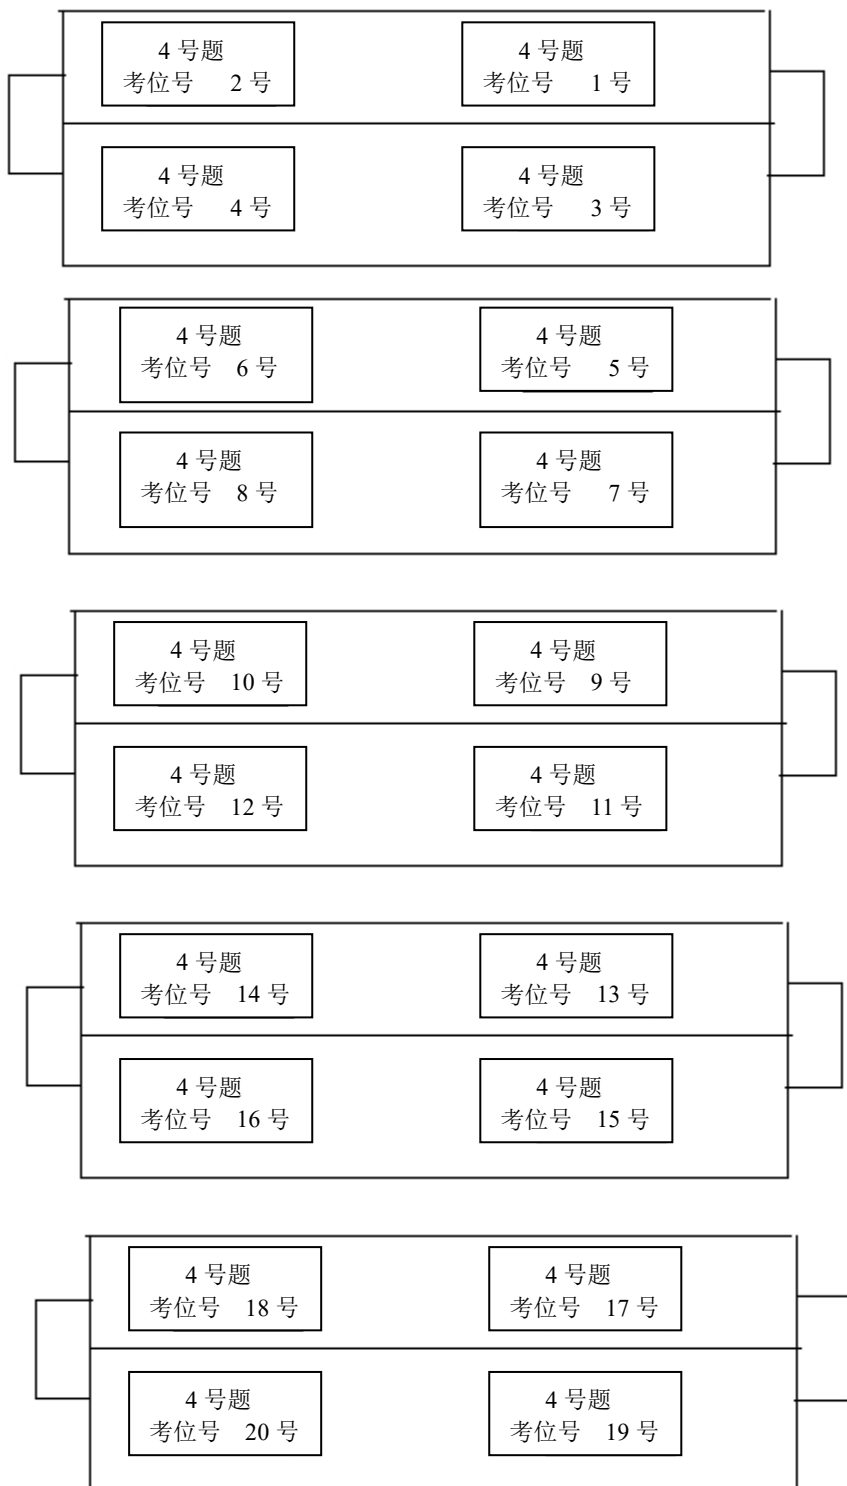 4 号题
考位号 2 号
4 号题
考位号 1 号
4 号题
考位号 4 号
4 号题
考位号 3 号
4 号题
考位号 6 号
4 号题
考位号 5 号
4 号题
考位号 8 号
4 号题
考位号 7 号
4 号题
考位号 10 号
4 号题
考位号 9 号
4 号题
考位号 12 号
4 号题
考位号 11 号
4 号题
考位号 14 号
4 号题
考位号 13 号
4 号题
考位号 16 号
4 号题
考位号 15 号
4 号题
考位号 18 号
4 号题
考位号 17 号
4 号题
考位号 20 号
4 号题
考位号 19 号